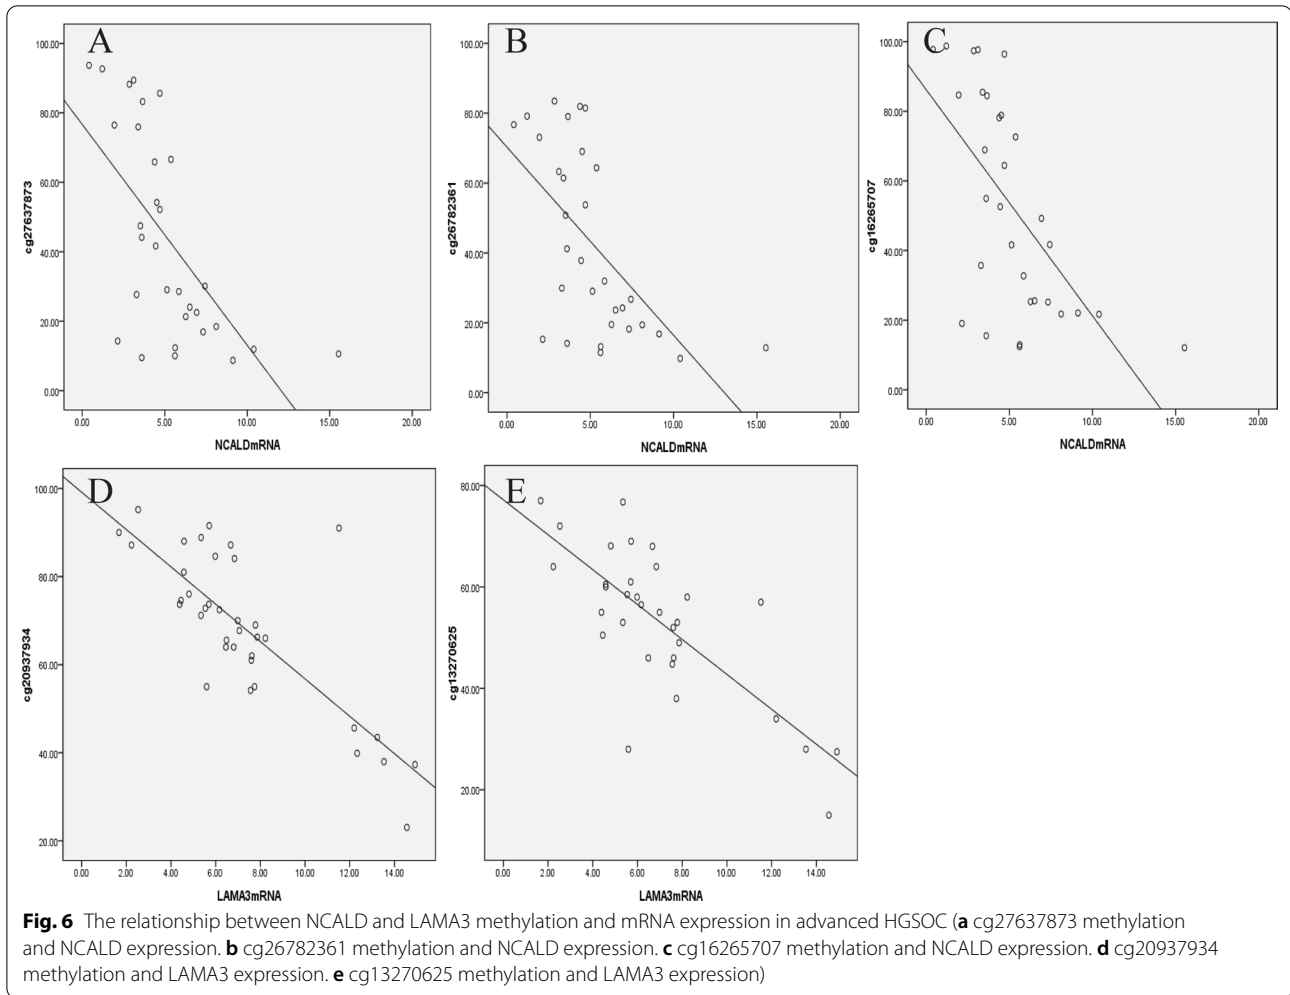 A
100.00
80.00
60.00
40.00
20.00
0.00
cg27637873
0.00 5.00 10.00 15.00 20.00
NCALDmRNA
B
100.00
80.00
60.00
40.00
20.00
0.00
cg26782361
0.00 5.00 10.00 15.00 20.00
NCALDmRNA
C
100.00
80.00
60.00
40.00
20.00
0.00
cg16265707
0.00 5.00 10.00 15.00 20.00
NCALDmRNA
D
100.00
80.00
60.00
40.00
20.00
cg20937934
0.00 2.00 4.00 6.00 8.00 10.00 12.00 14.00
LAMA3mRNA
E
80.00
60.00
40.00
20.00
cg13270625
0.00 2.00 4.00 6.00 8.00 10.00 12.00 14.00
LAMA3mRNA
Fig. 6 The relationship between NCALD and LAMA3 methylation and mRNA expression in advanced HGSOC (a cg27637873 methylation
and NCALD expression. b cg26782361 methylation and NCALD expression. c cg16265707 methylation and NCALD expression. d cg20937934
methylation and LAMA3 expression. e cg13270625 methylation and LAMA3 expression)